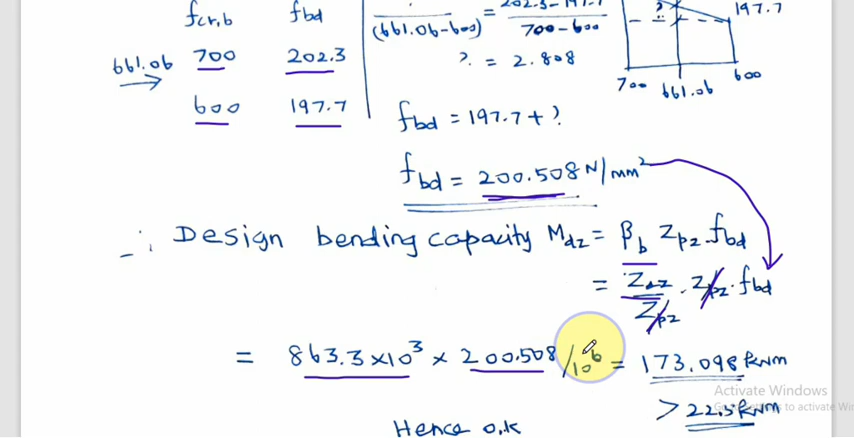 fcr,b fbd
? / (661.06-600) = 202.3-197.7 / 700-600
661.06 700 202.3
? = 2.808
600 197.7
fbd = 197.7 + ?
fbd = 200.508 N/mm²
? 197.7
700 661.06 600
∴ Design bending capacity Mdz = βb Zpz.fbd
= Zez/Zpz . Zpz . fbd
= 863.3×10³ × 200.508 /10⁶ = 173.098 kNm
> 22.5 kNm
Hence o.k
Activate Windows
to activate Wi